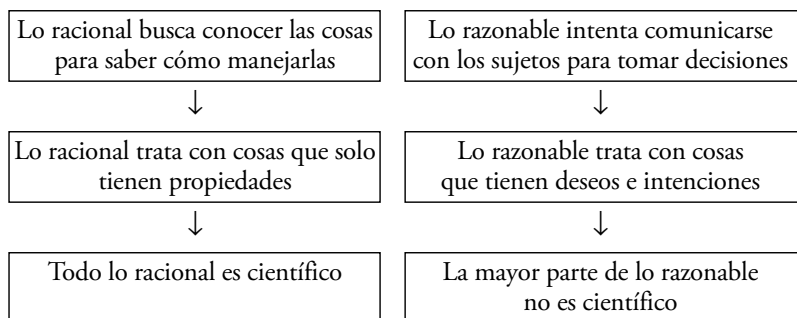 Lo racional busca conocer las cosas
para saber cómo manejarlas
↓
Lo racional trata con cosas que solo
tienen propiedades
↓
Todo lo racional es científico
Lo razonable intenta comunicarse
con los sujetos para tomar decisiones
↓
Lo razonable trata con cosas
que tienen deseos e intenciones
↓
La mayor parte de lo razonable
no es científico